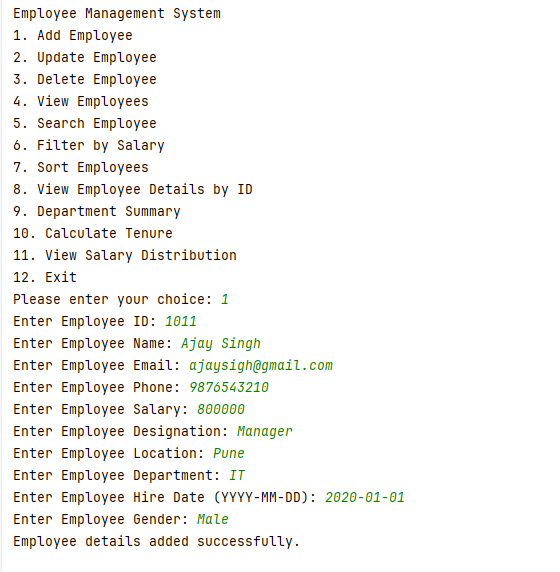 Employee Management System
1. Add Employee
2. Update Employee
3. Delete Employee
4. View Employees
5. Search Employee
6. Filter by Salary
7. Sort Employees
8. View Employee Details by ID
9. Department Summary
10. Calculate Tenure
11. View Salary Distribution
12. Exit
Please enter your choice: 1
Enter Employee ID: 1011
Enter Employee Name: Ajay Singh
Enter Employee Email: ajaysigh@gmail.com
Enter Employee Phone: 9876543210
Enter Employee Salary: 800000
Enter Employee Designation: Manager
Enter Employee Location: Pune
Enter Employee Department: IT
Enter Employee Hire Date (YYYY-MM-DD): 2020-01-01
Enter Employee Gender: Male
Employee details added successfully.